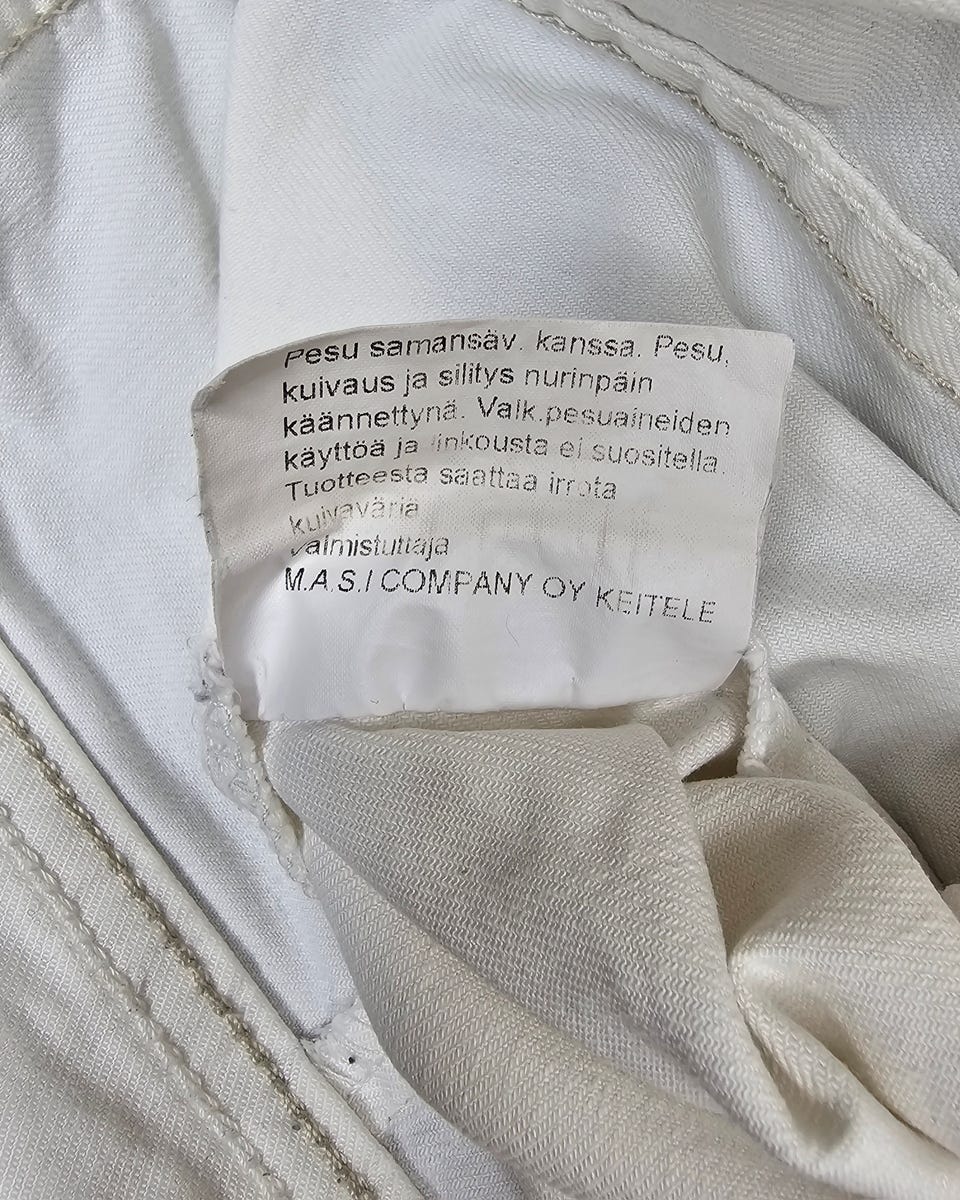 Pesu samansäv. kanssa. Pesu,
kuivaus ja silitys nurinpäin
käännettynä. Valk.pesuaineiden
käyttöä ja linkousta ei suositella.
Tuotteesta saattaa irrota
kuivaväriä
valmistuttaja
M.A.S.I COMPANY OY KEITELE